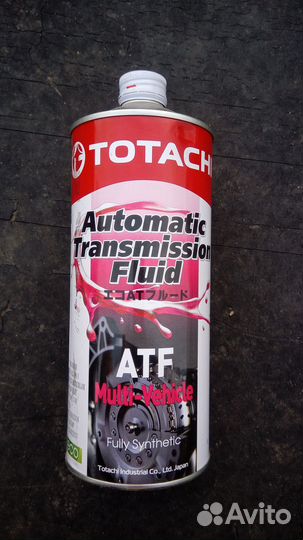 TOTACHI
Automatic
Transmission
Fluid
エコATフルード
ATF
Multi-Vehicle
Fully Synthetic
Totachi Industrial Co., Ltd. Japan
Avito